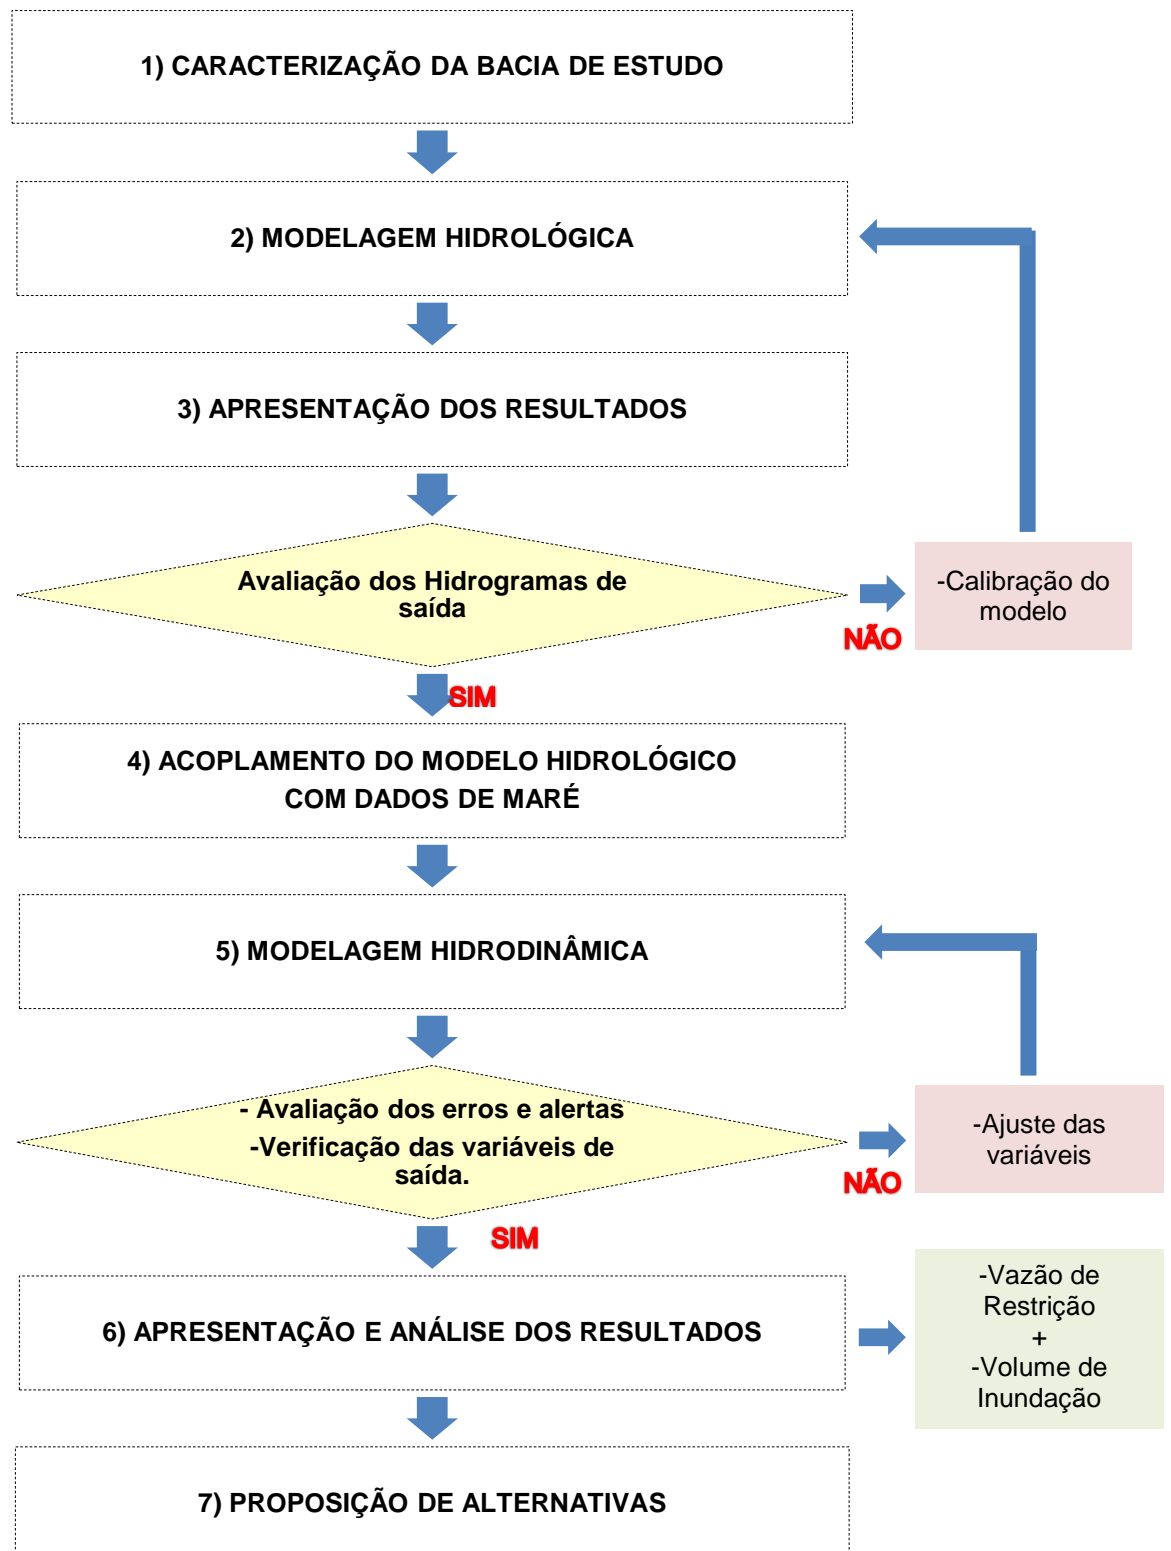 1) CARACTERIZAÇÃO DA BACIA DE ESTUDO
2) MODELAGEM HIDROLÓGICA
3) APRESENTAÇÃO DOS RESULTADOS
Avaliação dos Hidrogramas de
saída
NÃO
-Calibração do
modelo
SIM
4) ACOPLAMENTO DO MODELO HIDROLÓGICO
COM DADOS DE MARÉ
5) MODELAGEM HIDRODINÂMICA
- Avaliação dos erros e alertas
-Verificação das variáveis de
saída.
NÃO
-Ajuste das
variáveis
SIM
6) APRESENTAÇÃO E ANÁLISE DOS RESULTADOS
-Vazão de
Restrição
+
-Volume de
Inundação
7) PROPOSIÇÃO DE ALTERNATIVAS